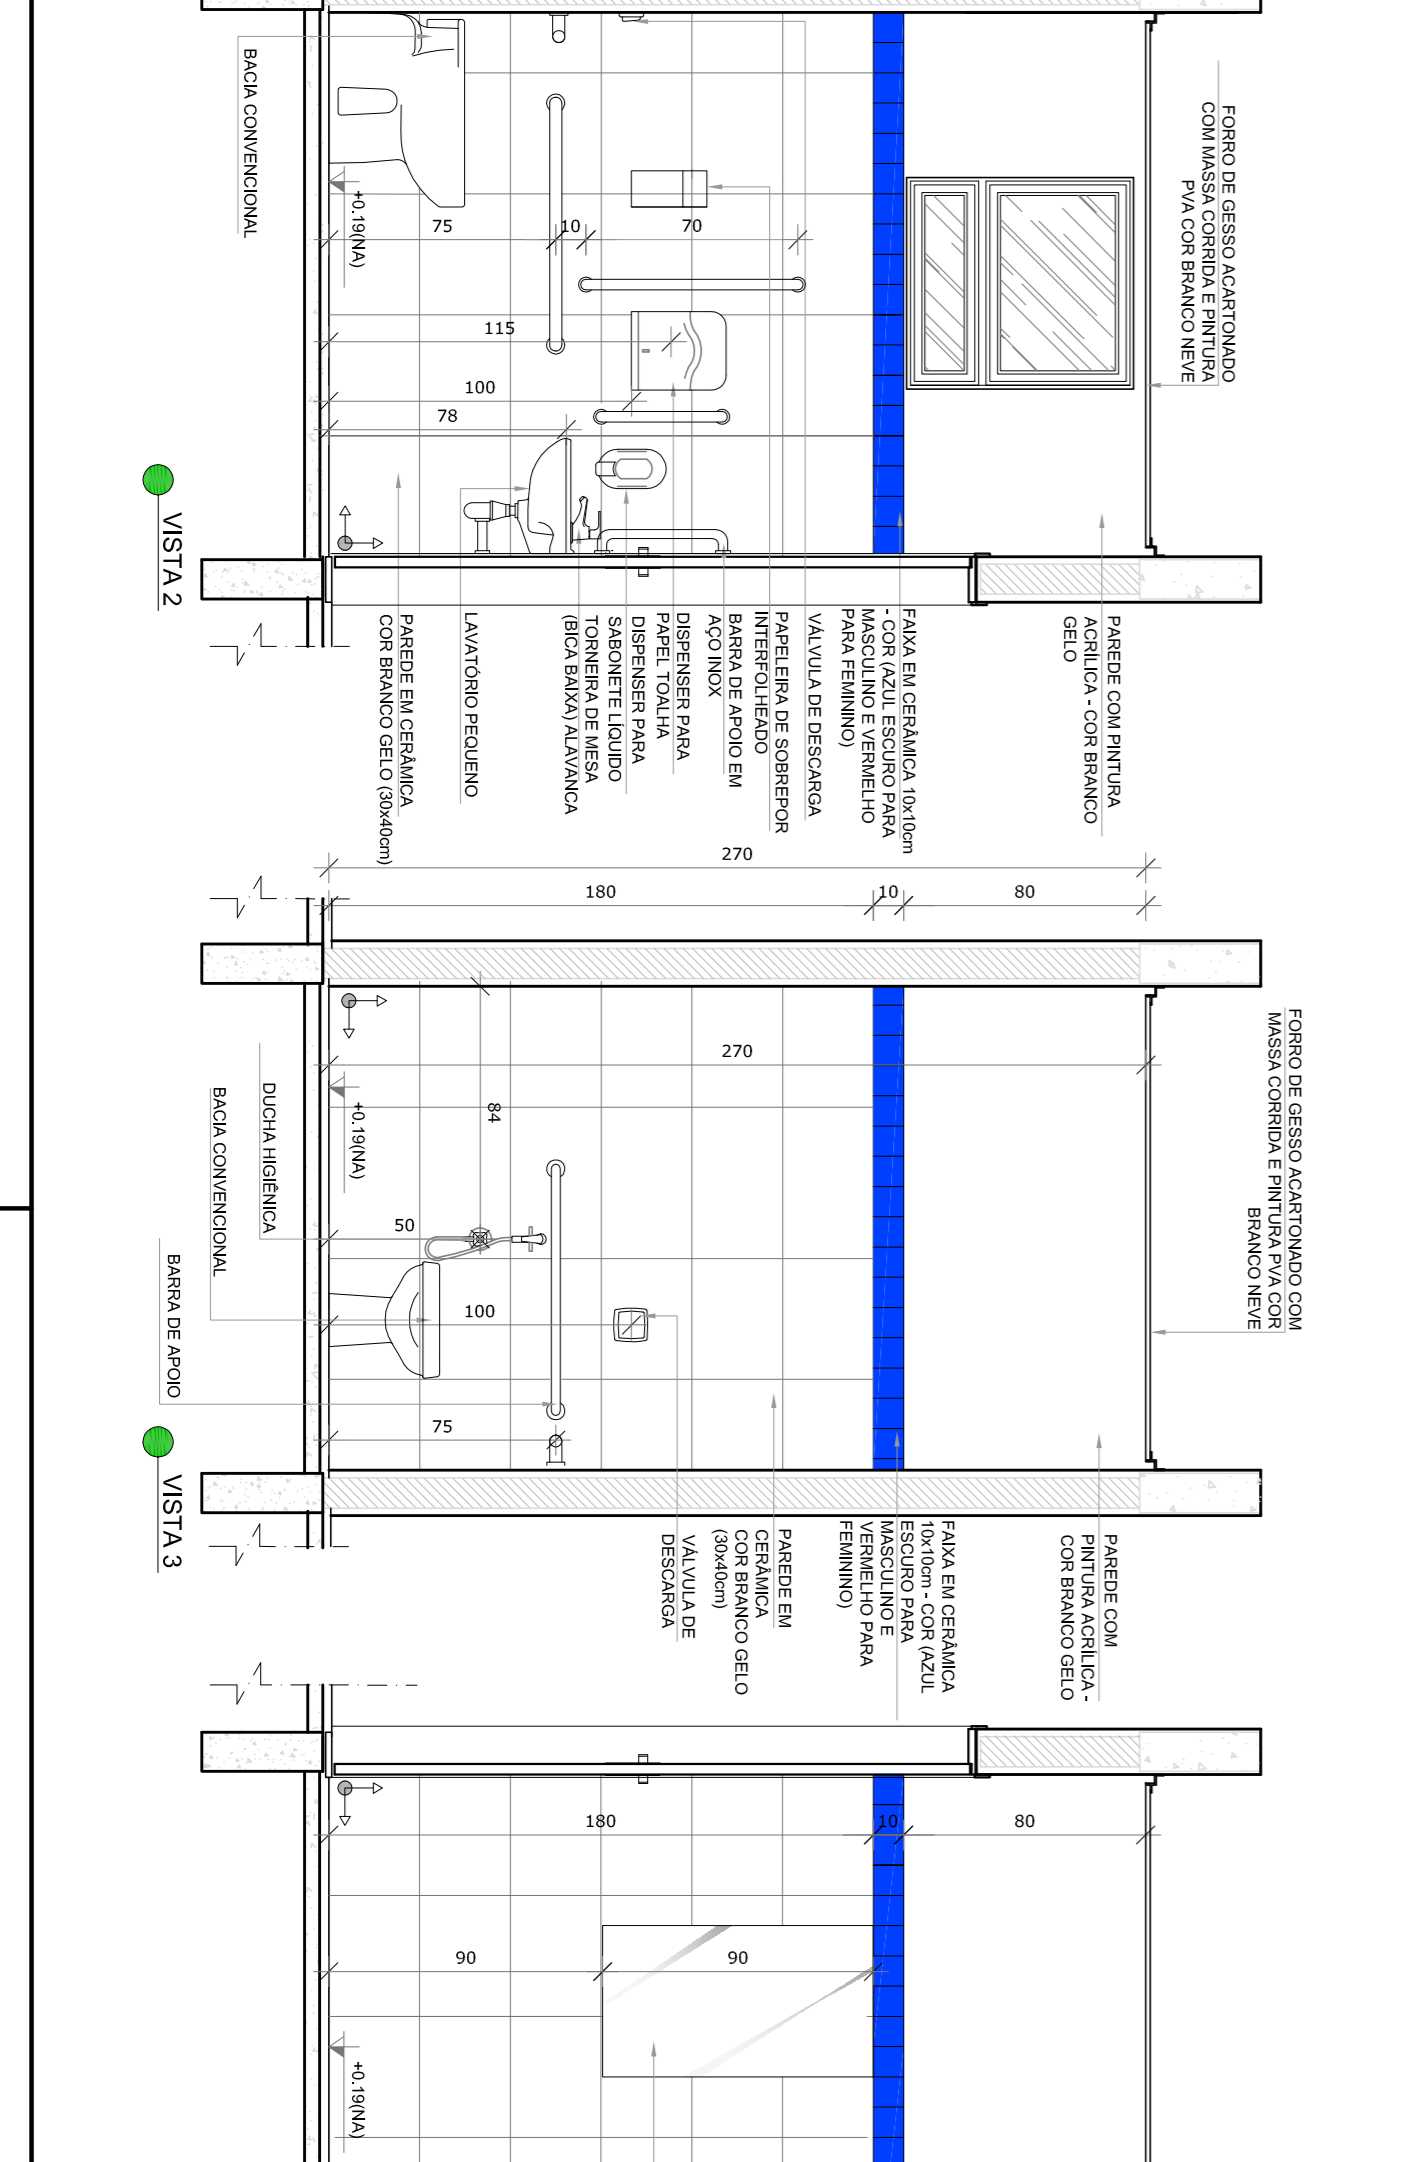 FORRO DE GESSO ACARTONADO
COM MASSA CORRIDA E PINTURA
PVA COR BRANCO NEVE
PAREDE COM PINTURA
ACRÍLICA - COR BRANCO
GELO
FAIXA EM CERÂMICA 10x10cm
- COR (AZUL ESCURO PARA
MASCULINO E VERMELHO
PARA FEMININO)
VÁLVULA DE DESCARGA
PAPELEIRA DE SOBREPOR
INTERFOLHEADO
BARRA DE APOIO EM
AÇO INOX
DISPENSER PARA
PAPEL TOALHA
DISPENSER PARA
SABONETE LÍQUIDO
TORNEIRA DE MESA
(BICA BAIXA) ALAVANCA
LAVATÓRIO PEQUENO
PAREDE EM CERÂMICA
COR BRANCO GELO (30x40cm)
70
10
75
115
100
78
+0.19(NA)
BACIA CONVENCIONAL
VISTA 2
270
80
10
180
FORRO DE GESSO ACARTONADO COM
MASSA CORRIDA E PINTURA PVA COR
BRANCO NEVE
PAREDE COM
PINTURA ACRÍLICA -
COR BRANCO GELO
FAIXA EM CERÂMICA
10x10cm - COR (AZUL
ESCURO PARA
MASCULINO E
VERMELHO PARA
FEMININO)
PAREDE EM
CERÂMICA
COR BRANCO GELO
(30x40cm)
VÁLVULA DE
DESCARGA
270
84
50
100
75
+0.19(NA)
DUCHA HIGIÊNICA
BACIA CONVENCIONAL
BARRA DE APOIO
VISTA 3
80
10
180
90
90
+0.19(NA)